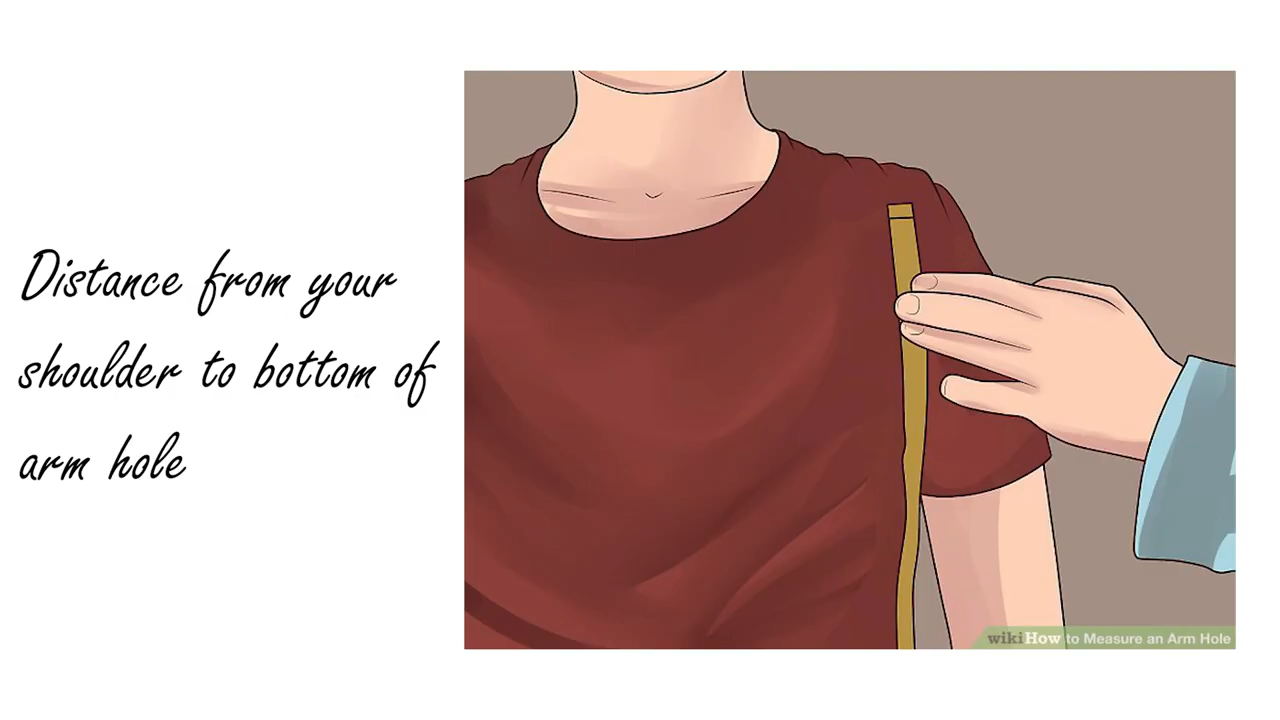 Distance from your
shoulder to bottom of
arm hole
wikiHow to Measure an Arm Hole